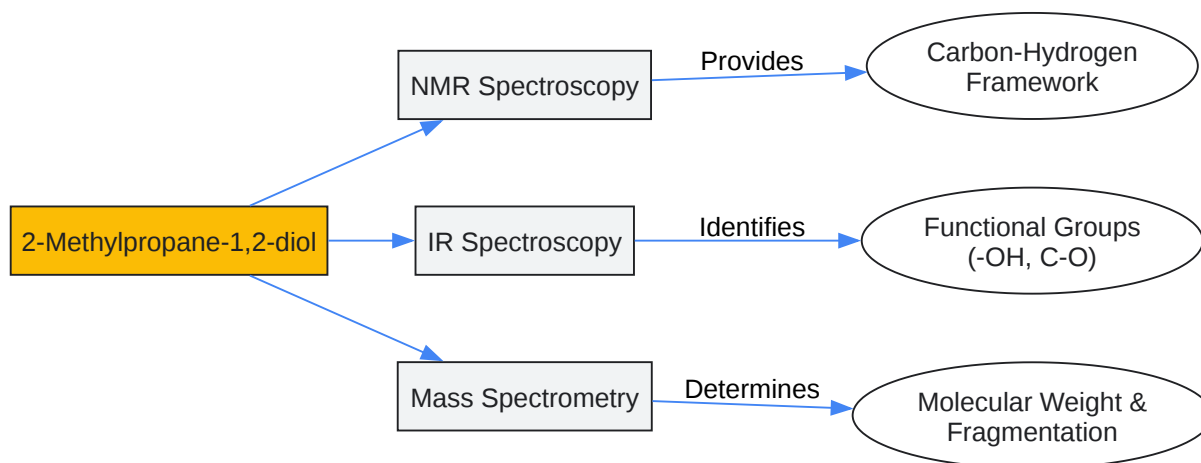 2-Methylpropane-1,2-diol
NMR Spectroscopy
Provides
Carbon-Hydrogen
Framework
IR Spectroscopy
Identifies
Functional Groups
(-OH, C-O)
Mass Spectrometry
Determines
Molecular Weight &
Fragmentation